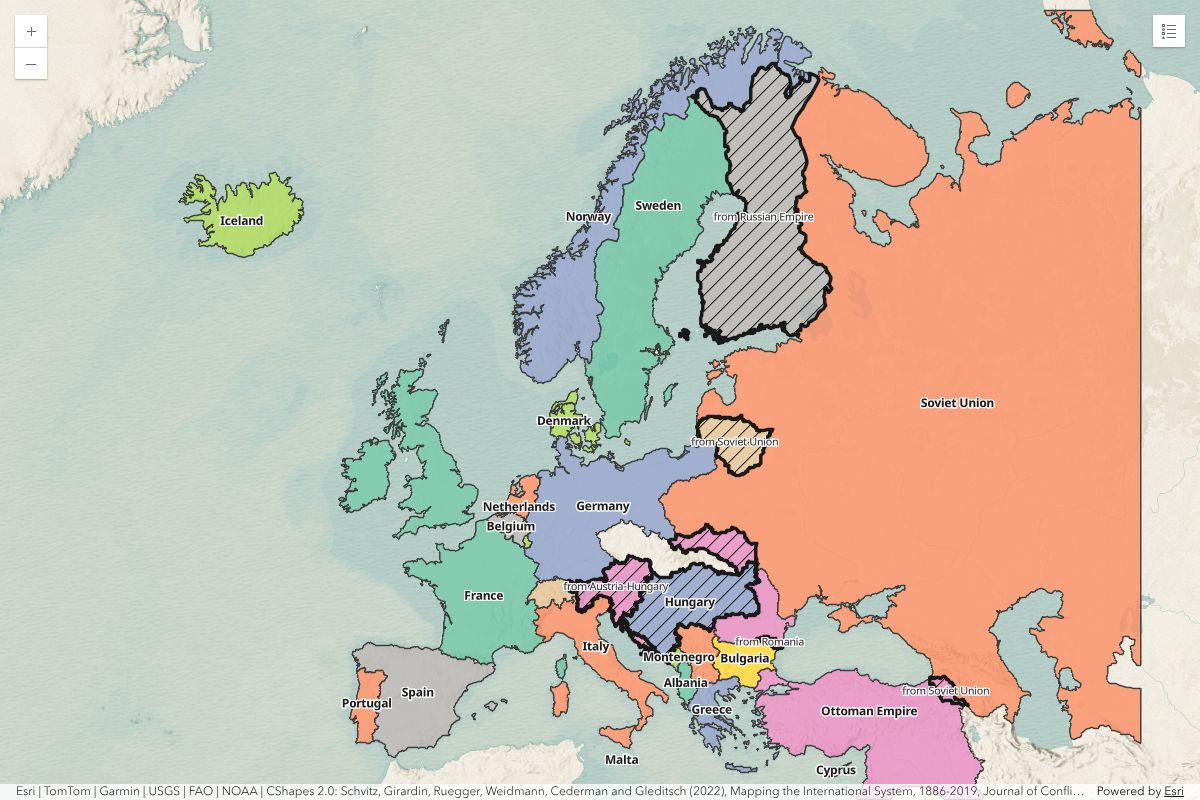 +
−
Iceland
Norway
Sweden
from Russian Empire
Soviet Union
Denmark
from Soviet Union
Netherlands
Germany
Belgium
from Austria-Hungary
France
Hungary
Italy
from Romania
Montenegro
Bulgaria
Albania
from Soviet Union
Spain
Portugal
Greece
Ottoman Empire
Malta
Cyprus
Esri | TomTom | Garmin | USGS | FAO | NOAA | CShapes 2.0: Schvitz, Girardin, Ruegger, Weidmann, Cederman and Gleditsch (2022), Mapping the International System, 1886-2019, Journal of Confli… Powered by Esri